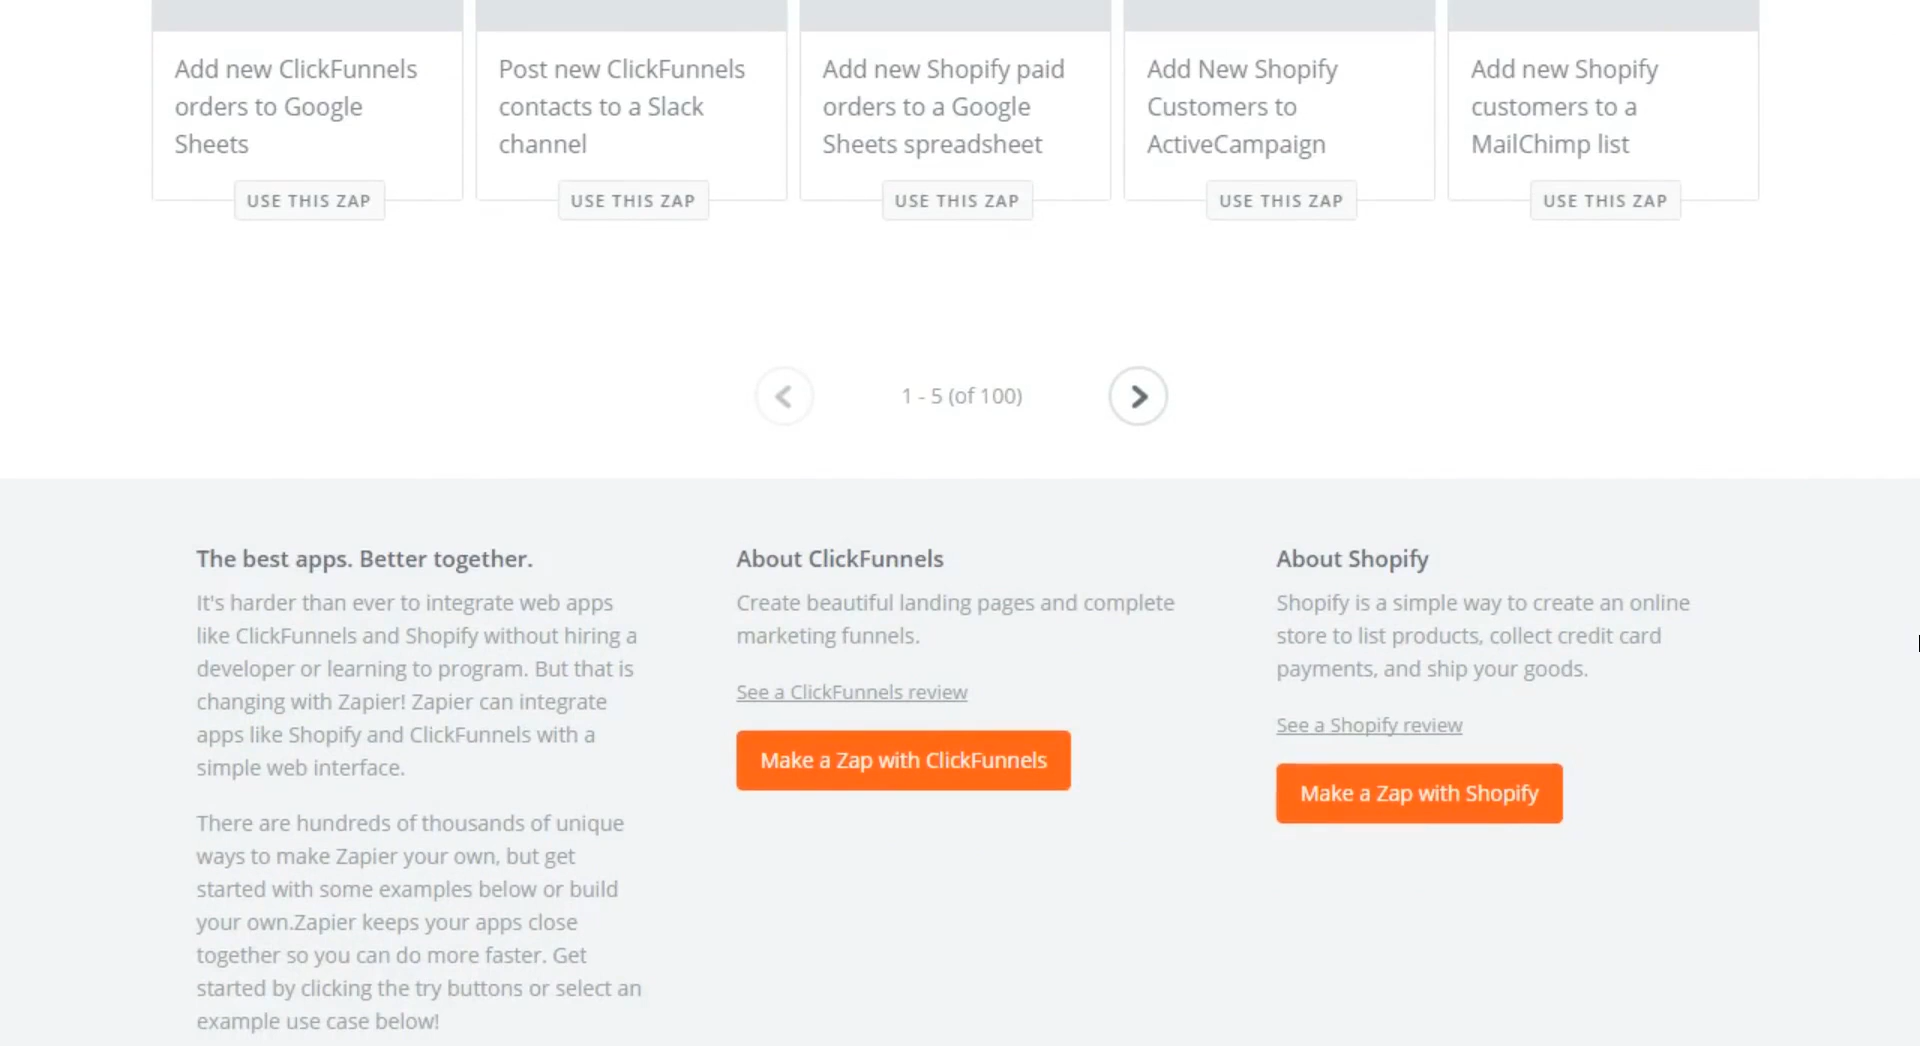 Add new ClickFunnels
orders to Google
Sheets
USE THIS ZAP
Post new ClickFunnels
contacts to a Slack
channel
USE THIS ZAP
Add new Shopify paid
orders to a Google
Sheets spreadsheet
USE THIS ZAP
Add New Shopify
Customers to
ActiveCampaign
USE THIS ZAP
Add new Shopify
customers to a
MailChimp list
USE THIS ZAP
1 - 5 (of 100)
The best apps. Better together.
It's harder than ever to integrate web apps
like ClickFunnels and Shopify without hiring a
developer or learning to program. But that is
changing with Zapier! Zapier can integrate
apps like Shopify and ClickFunnels with a
simple web interface.
There are hundreds of thousands of unique
ways to make Zapier your own, but get
started with some examples below or build
your own.Zapier keeps your apps close
together so you can do more faster. Get
started by clicking the try buttons or select an
example use case below!
About ClickFunnels
Create beautiful landing pages and complete
marketing funnels.
See a ClickFunnels review
Make a Zap with ClickFunnels
About Shopify
Shopify is a simple way to create an online
store to list products, collect credit card
payments, and ship your goods.
See a Shopify review
Make a Zap with Shopify